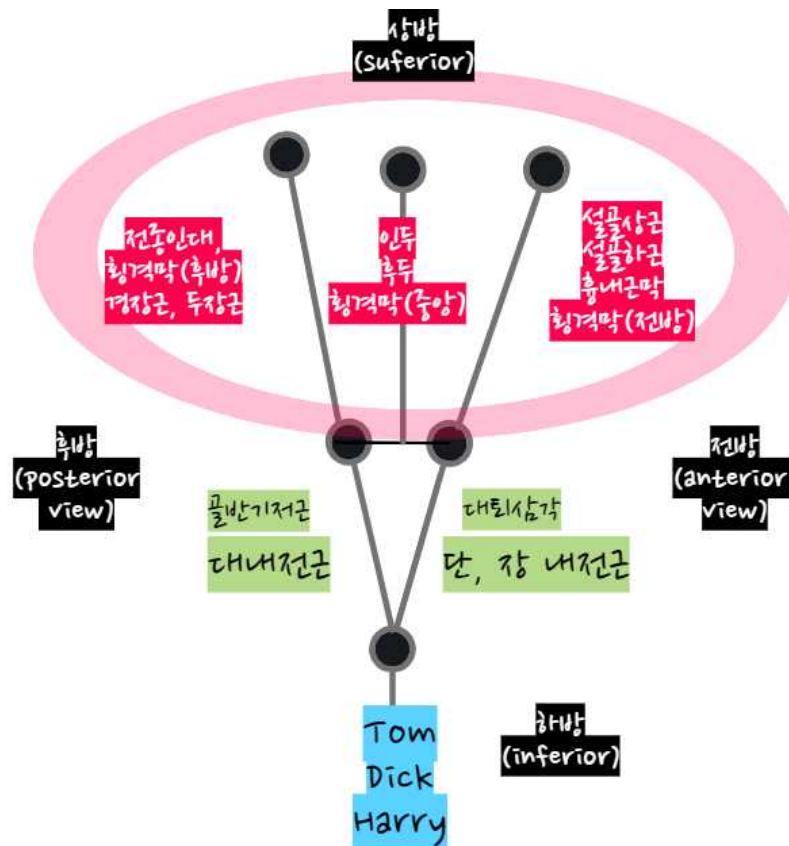 상방
(suferior)
전종인대,
횡격막(후방)
경장근, 두장근
인두
후두
횡격막(중앙)
설골상근
설골하근
흉내근막
횡격막(전방)
후방
(posterior
view)
전방
(anterior
view)
골반기저근
대내전근
대퇴삼각
단, 장 내전근
Tom
Dick
Harry
하방
(inferior)